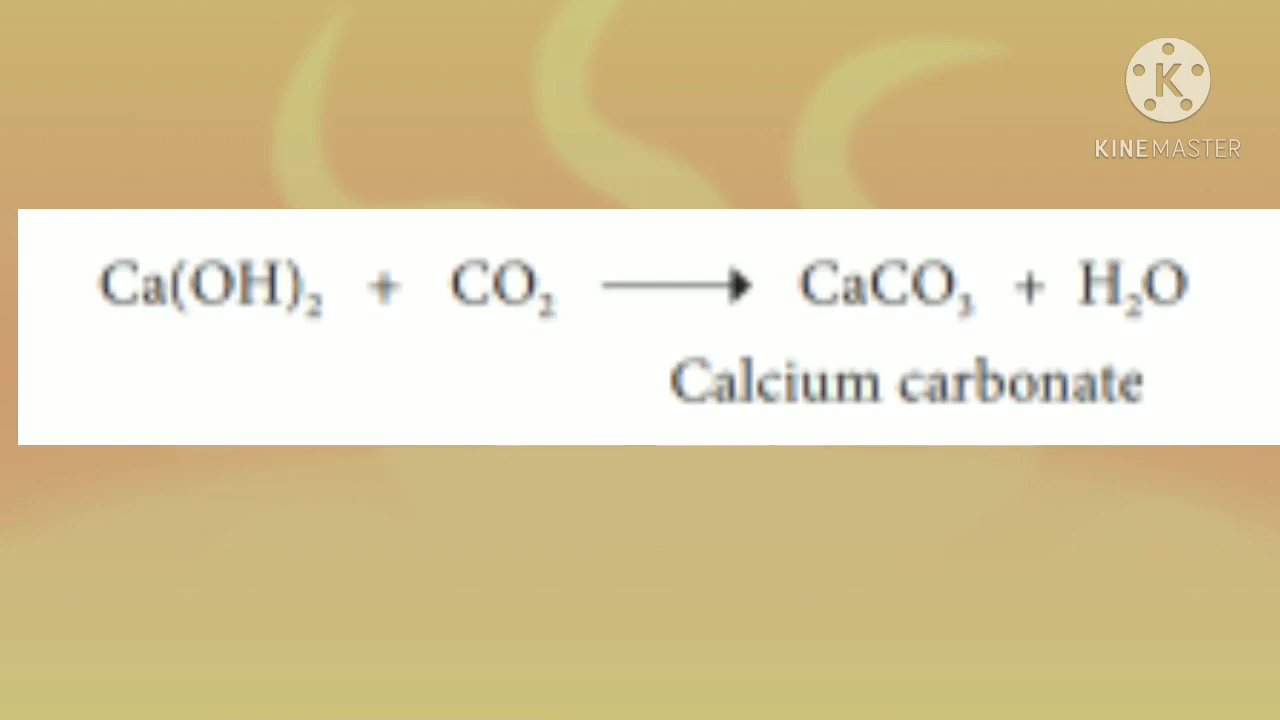 K
KINEMASTER
Ca(OH)₂ + CO₂ ⟶ CaCO₃ + H₂O
Calcium carbonate